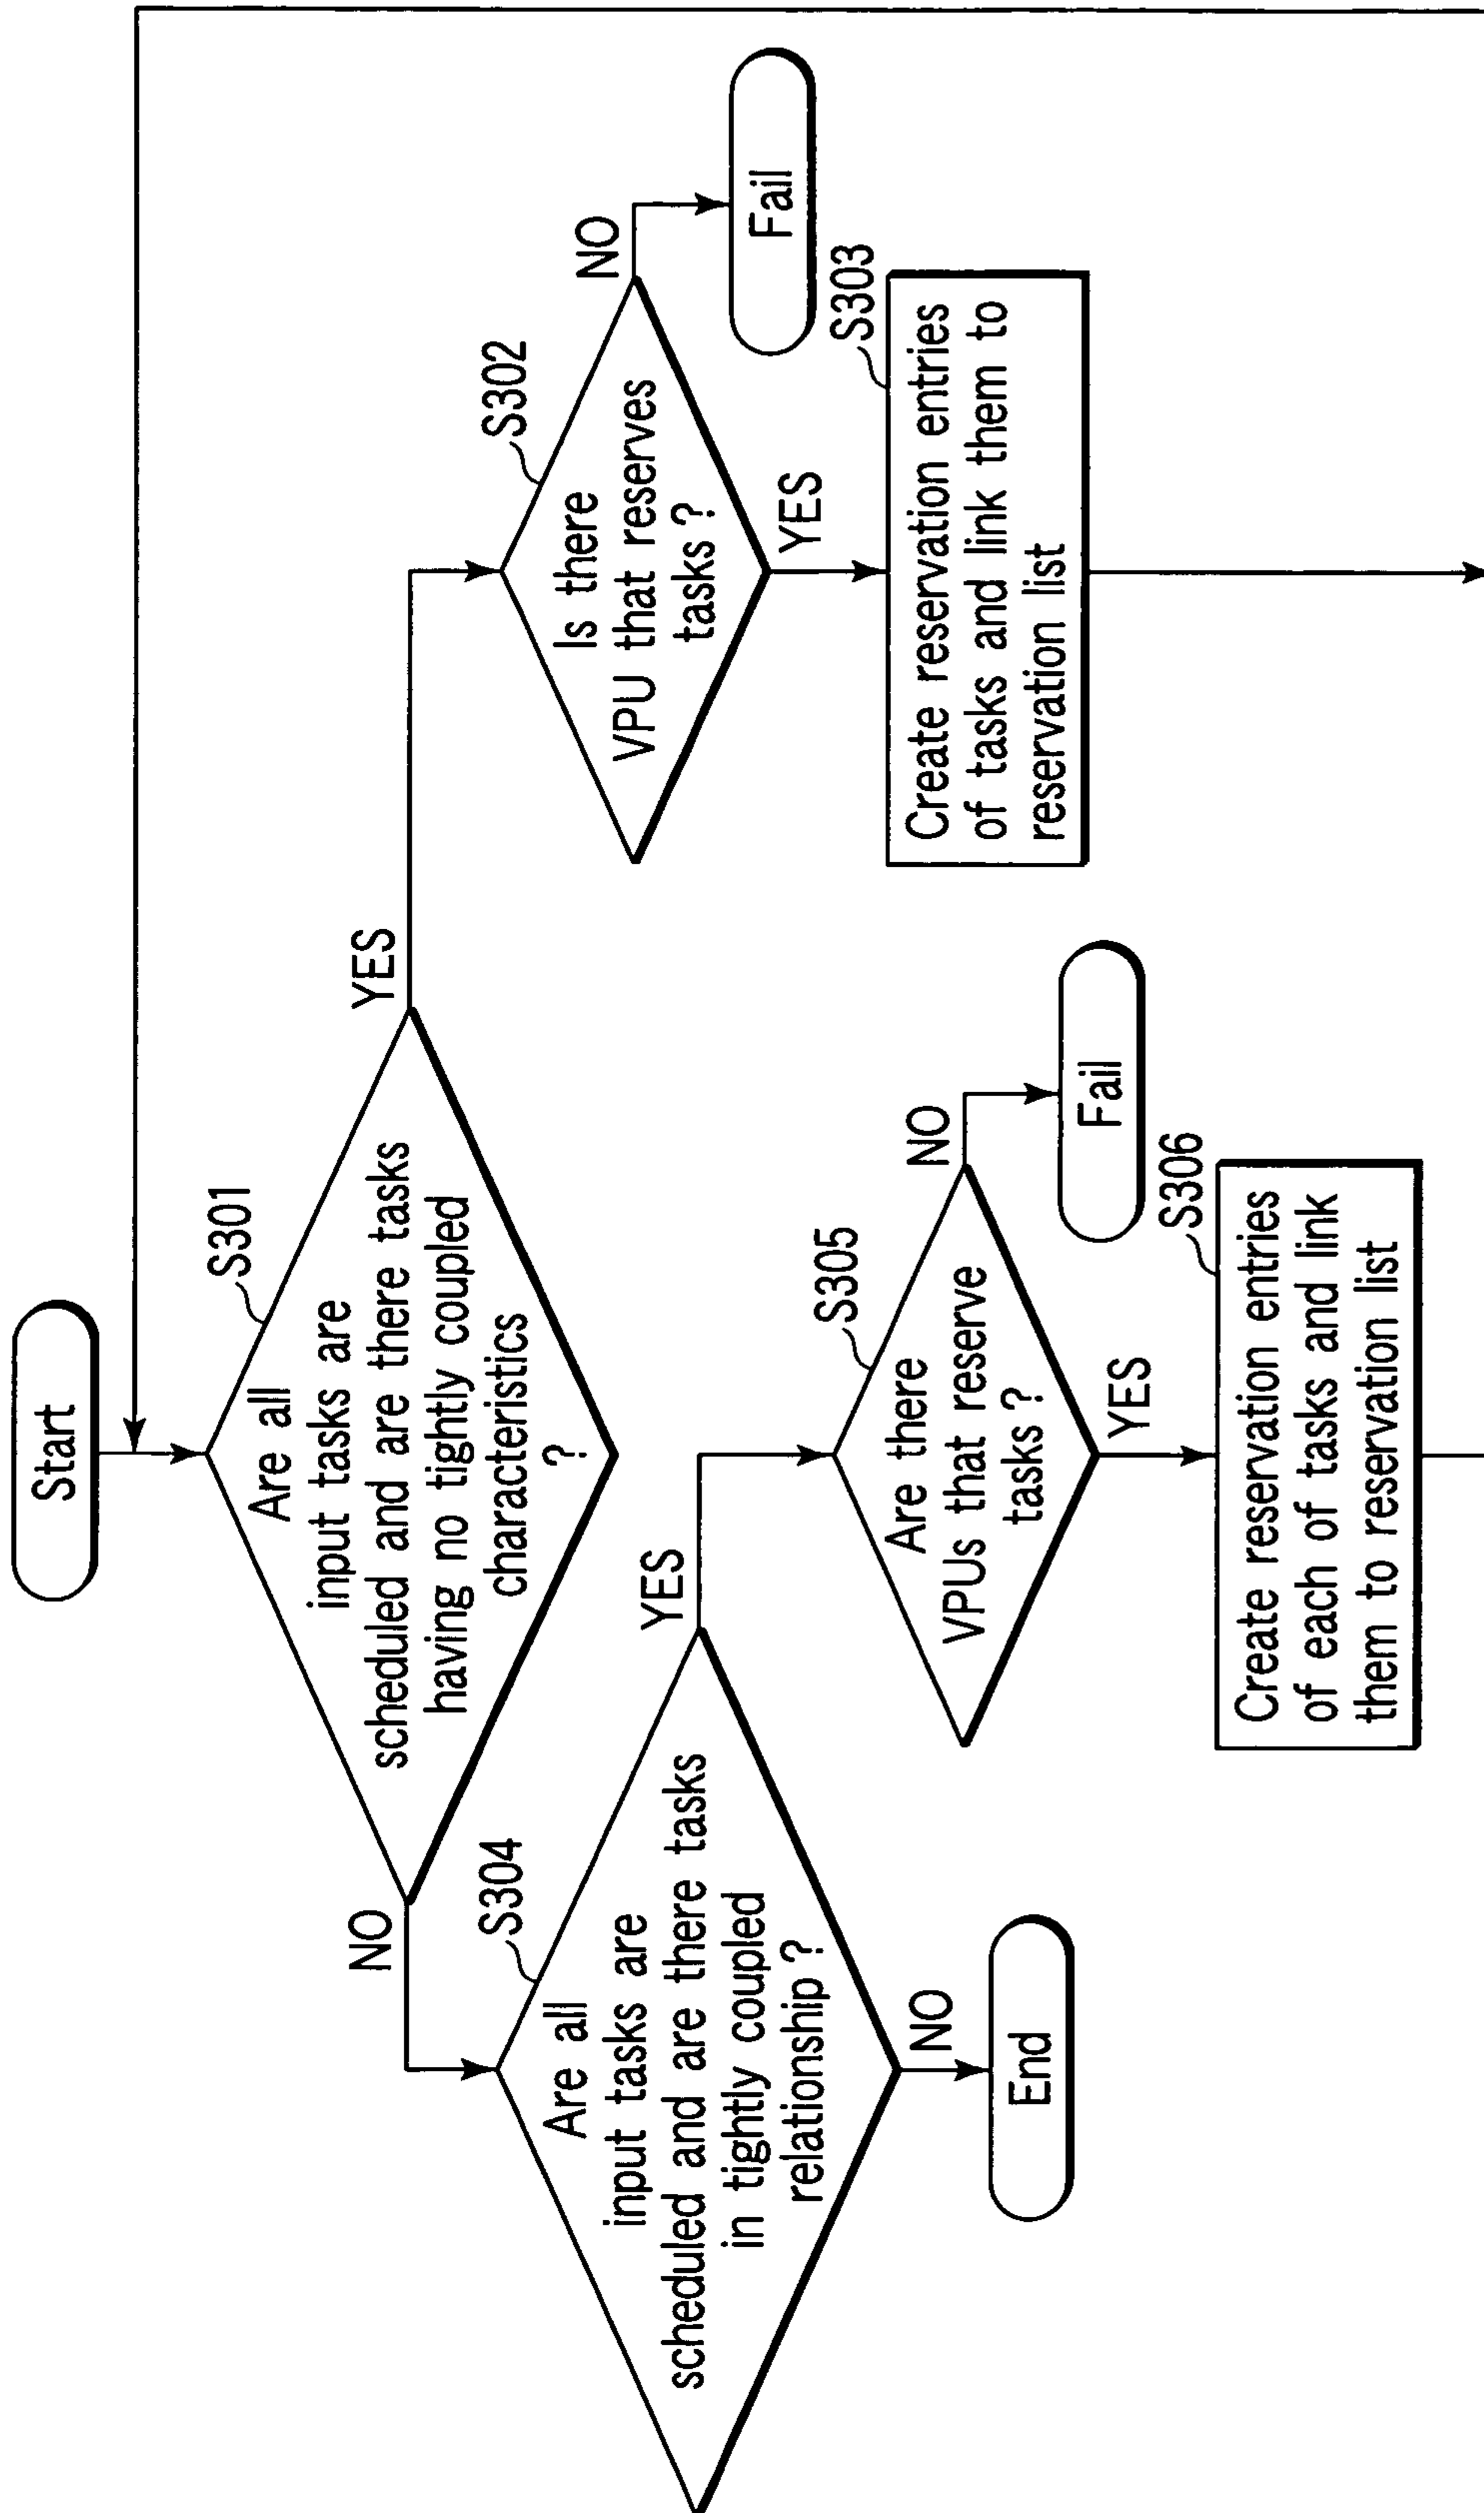 Start
S301
Are all
input tasks are
scheduled and are there tasks
having no tightly coupled
characteristics
?
YES
NO
S302
Is there
VPU that reserves
tasks ?
NO
Fail
YES
S303
Create reservation entries
of tasks and link them to
reservation list
S304
Are all
input tasks are
scheduled and are there tasks
in tightly coupled
relationship ?
YES
NO
End
S305
Are there
VPUs that reserve
tasks ?
NO
Fail
YES
S306
Create reservation entries
of each of tasks and link
them to reservation list